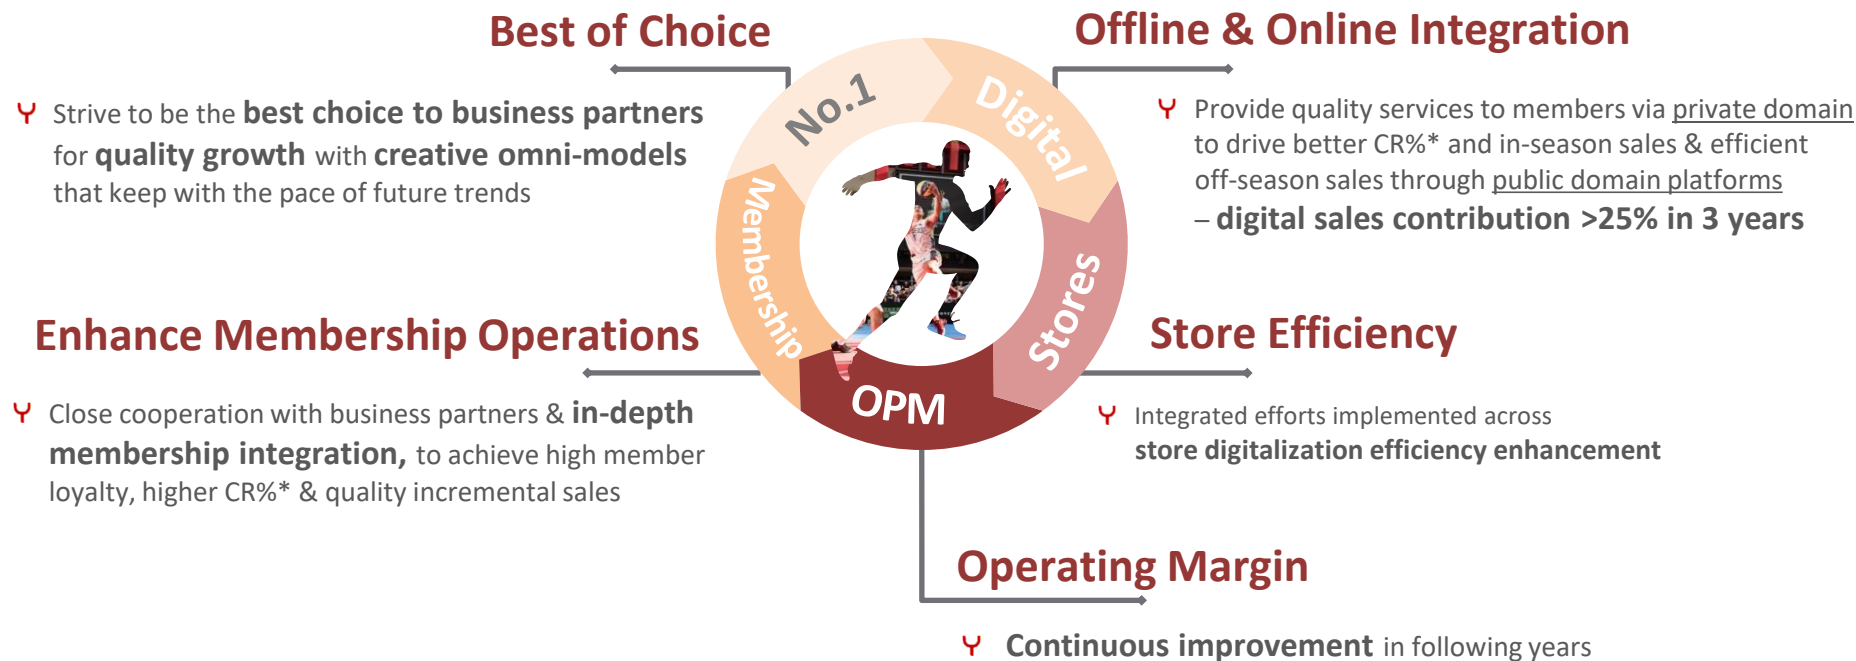 Best of Choice
Strive to be the best choice to business partners
for quality growth with creative omni-models
that keep with the pace of future trends
Offline & Online Integration
Provide quality services to members via private domain
to drive better CR%* and in-season sales & efficient
off-season sales through public domain platforms
– digital sales contribution >25% in 3 years
No.1
Digital
Stores
OPM
Membership
Enhance Membership Operations
Close cooperation with business partners & in-depth
membership integration, to achieve high member
loyalty, higher CR%* & quality incremental sales
Store Efficiency
Integrated efforts implemented across
store digitalization efficiency enhancement
Operating Margin
Continuous improvement in following years